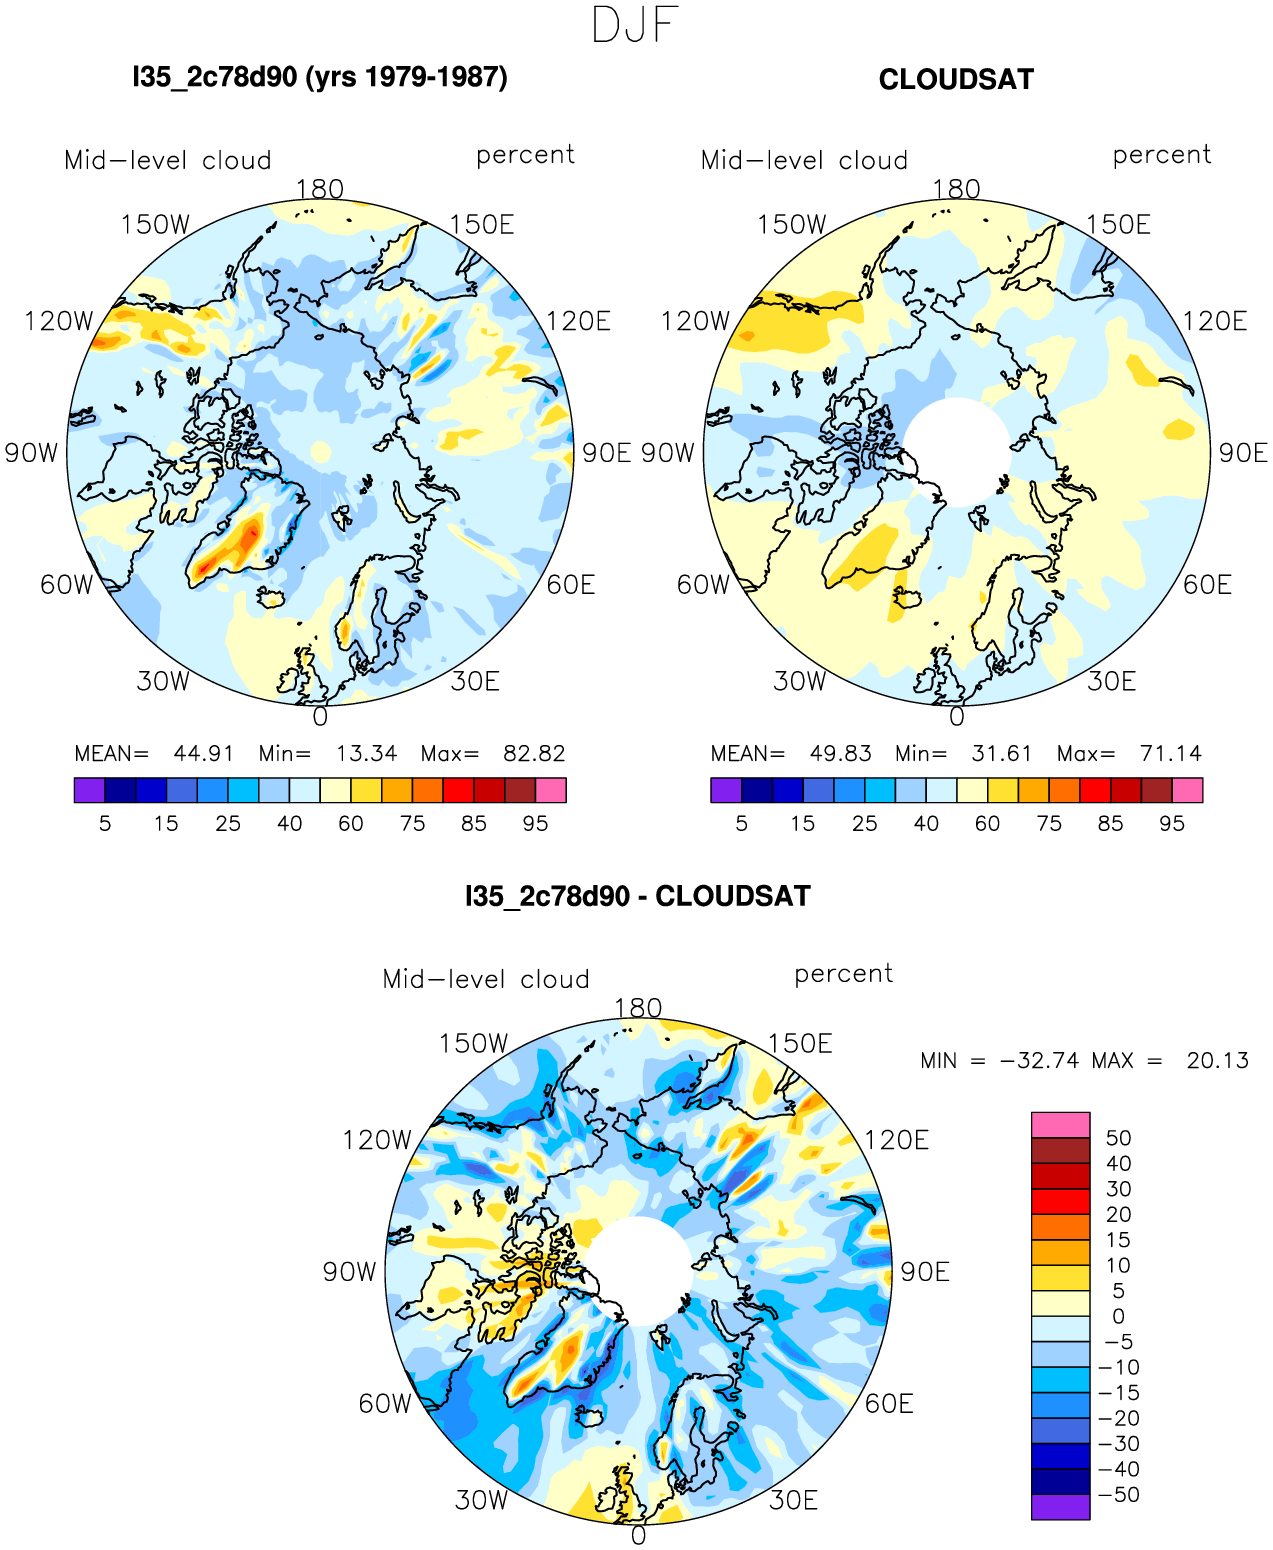 DJF
I35_2c78d90 (yrs 1979-1987)
CLOUDSAT
Mid-level cloud percent
Mid-level cloud percent
180
150W 150E
120W 120E
90W 90E
60W 60E
30W 30E
0
180
150W 150E
120W 120E
90W 90E
60W 60E
30W 30E
0
MEAN= 44.91 Min= 13.34 Max= 82.82
5 15 25 40 60 75 85 95
MEAN= 49.83 Min= 31.61 Max= 71.14
5 15 25 40 60 75 85 95
I35_2c78d90 - CLOUDSAT
Mid-level cloud percent
180
150W 150E
120W 120E
90W 90E
60W 60E
30W 30E
0
MIN = -32.74 MAX = 20.13
50
40
30
20
15
10
5
0
-5
-10
-15
-20
-30
-40
-50